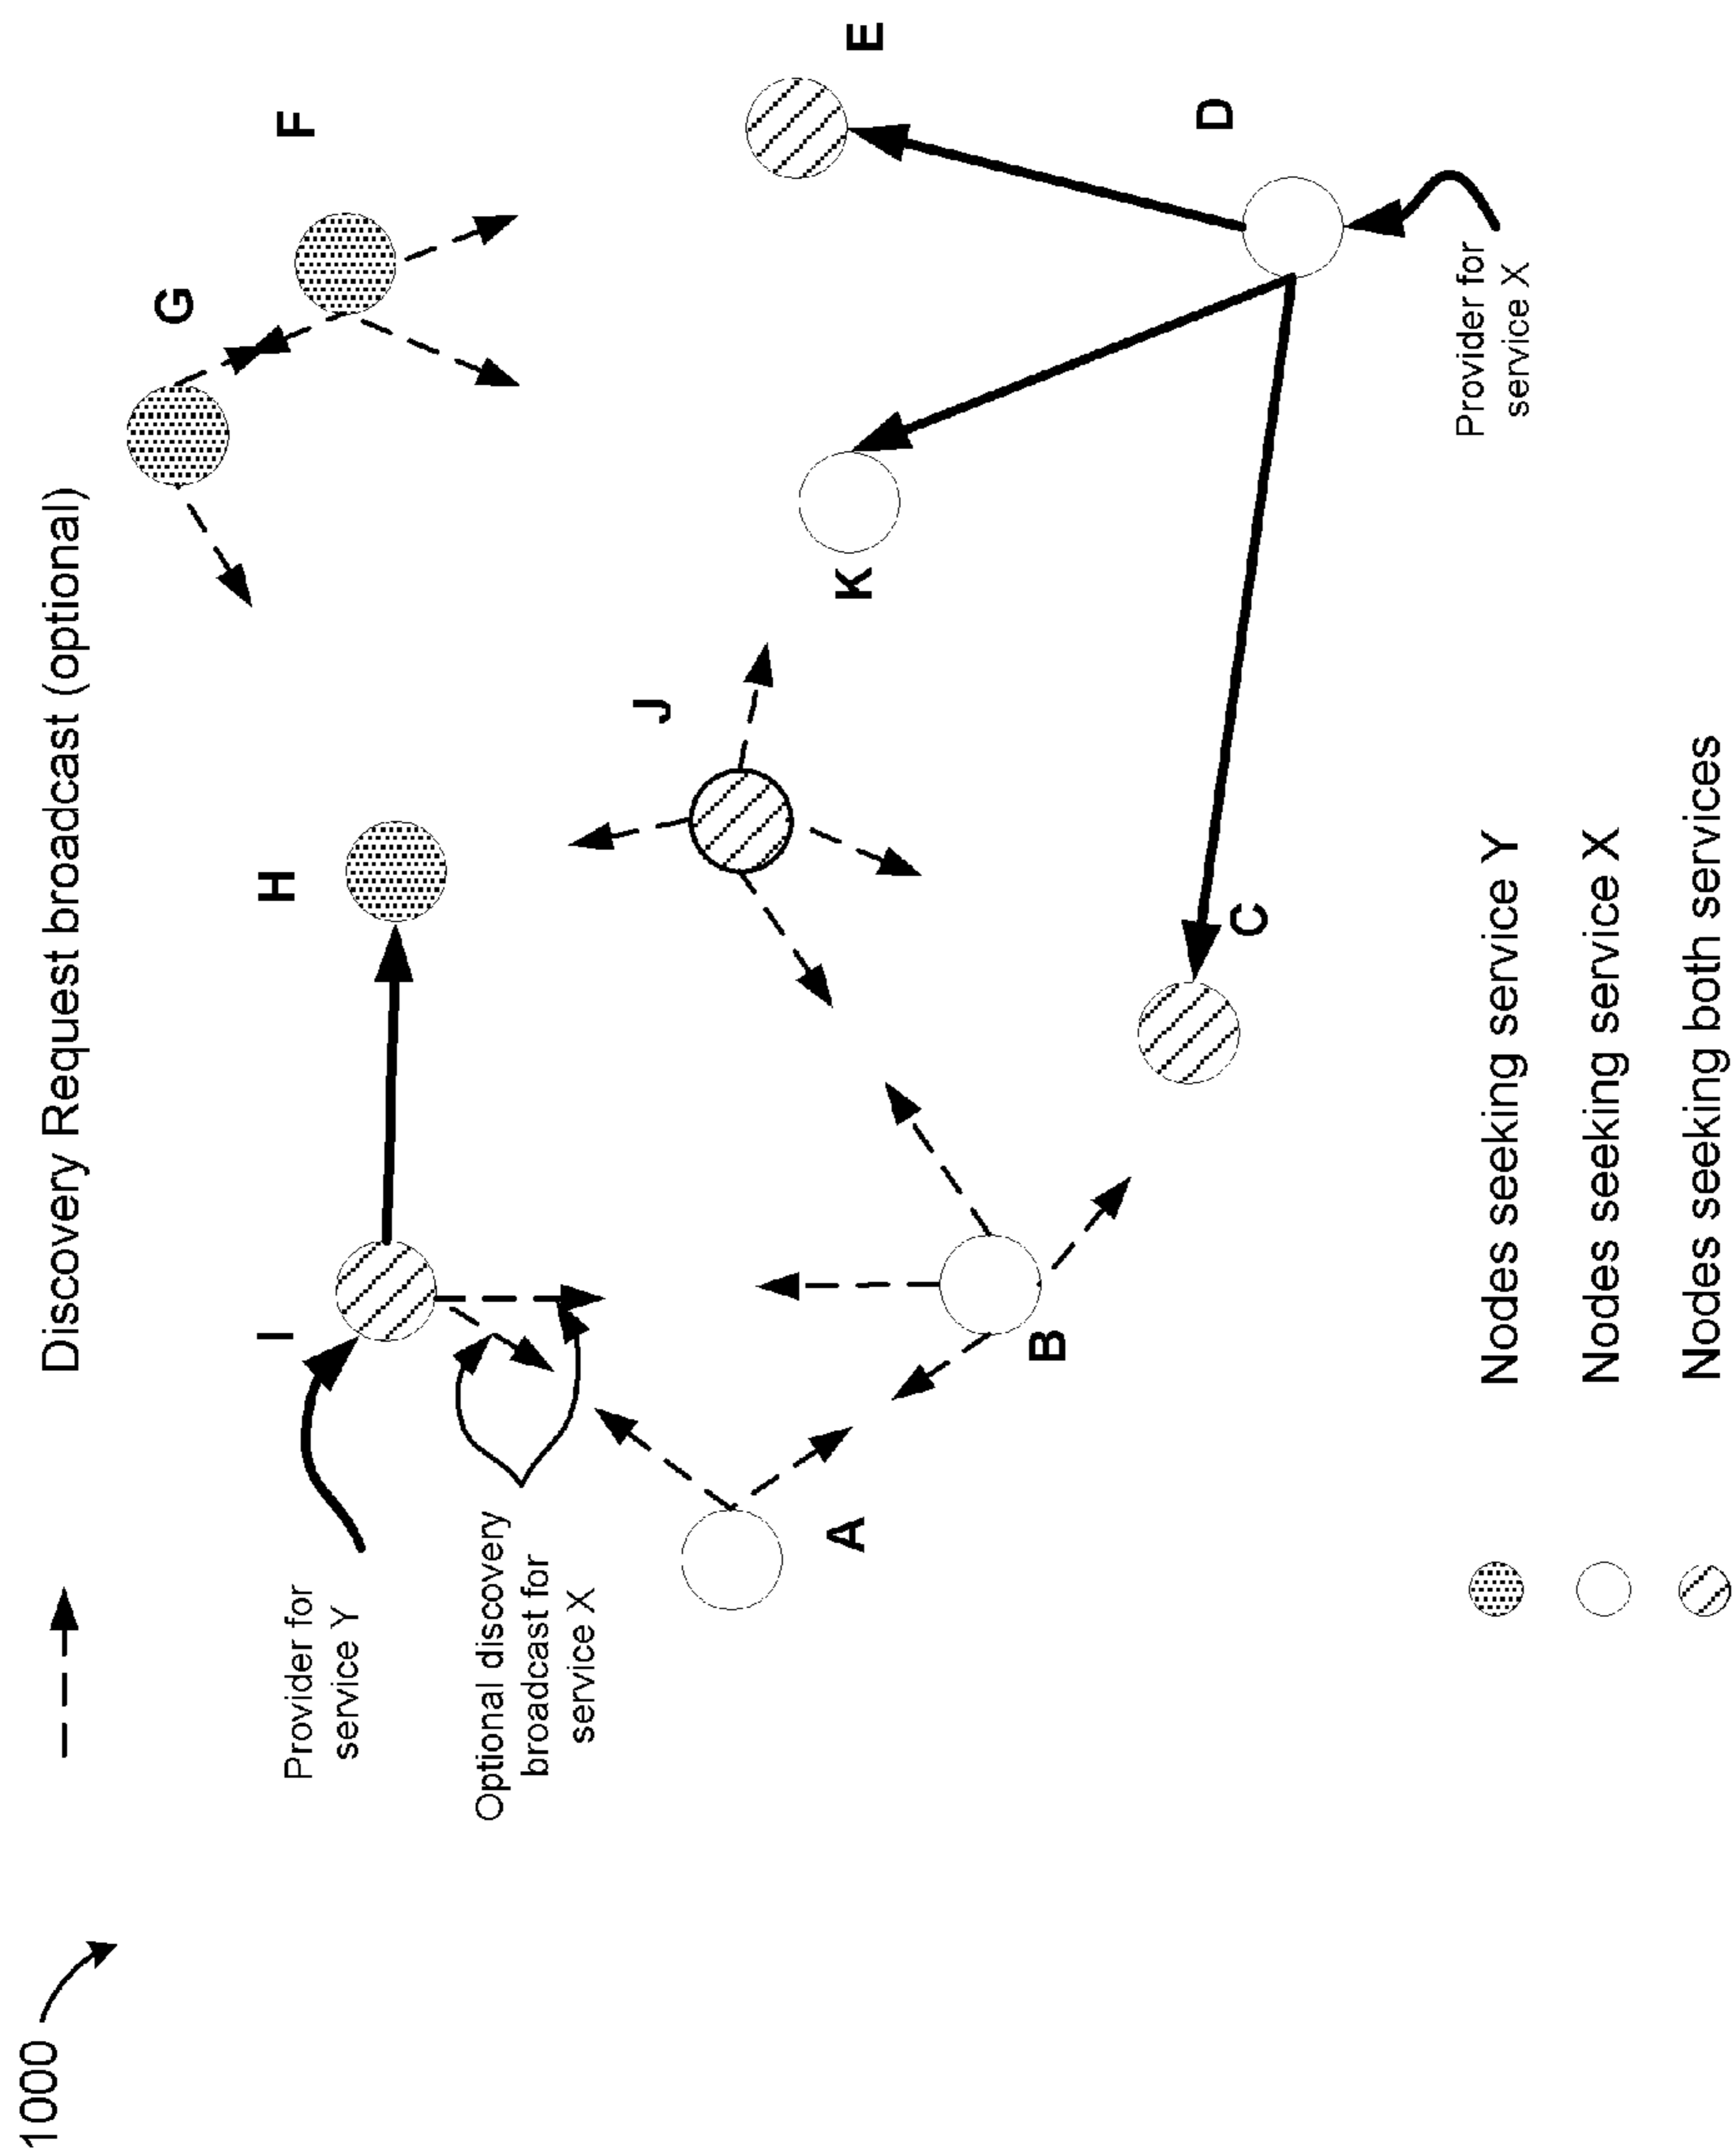 1000
Discovery Request broadcast (optional)
G
F
H
I
Provider for
service Y
Optional discovery
broadcast for
service X
J
E
K
A
B
C
D
Provider for
service X
Nodes seeking service Y
Nodes seeking service X
Nodes seeking both services